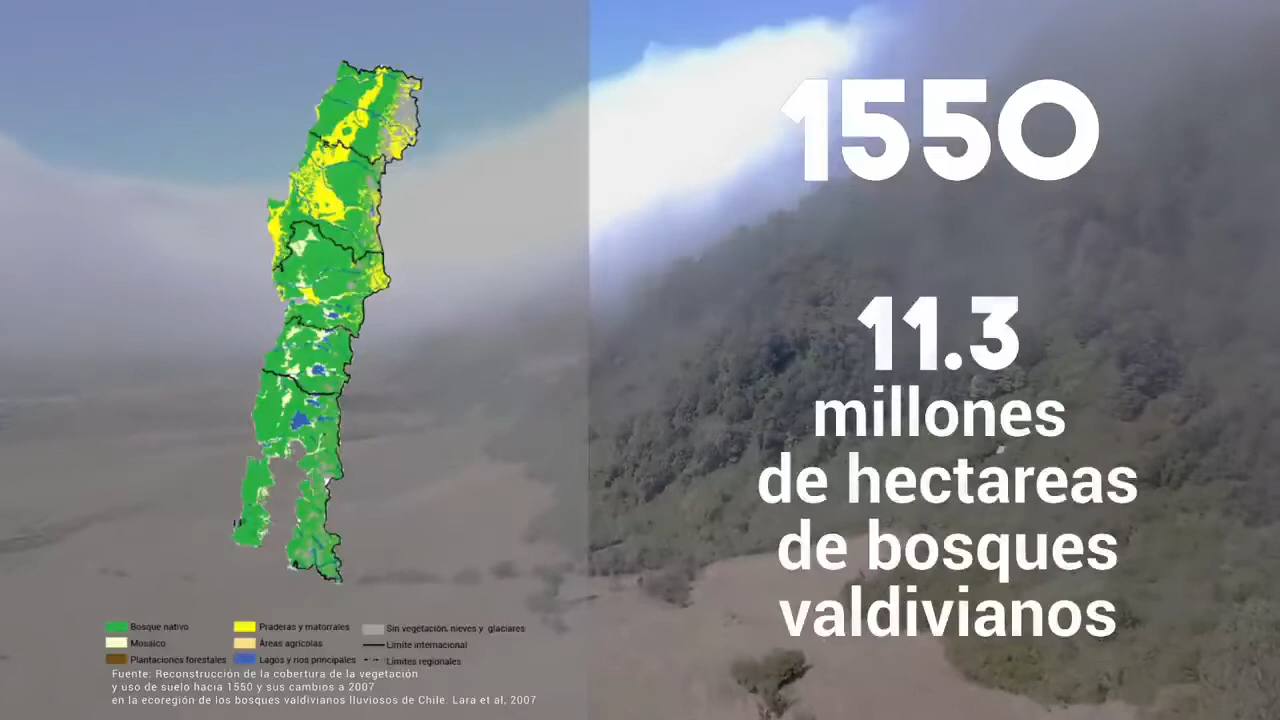 1550
11.3
millones
de hectareas
de bosques
valdivianos
Bosque nativo
Mosaico
Plantaciones forestales
Praderas y matorrales
Áreas agrícolas
Lagos y rios principales
Sin vegetación, nieves y glaciares
Límite internacional
Límites regionales
Fuente: Reconstrucción de la cobertura de la vegetación
y uso de suelo hacia 1550 y sus cambios a 2007
en la ecoregión de los bosques valdivianos lluviosos de Chile. Lara et al, 2007